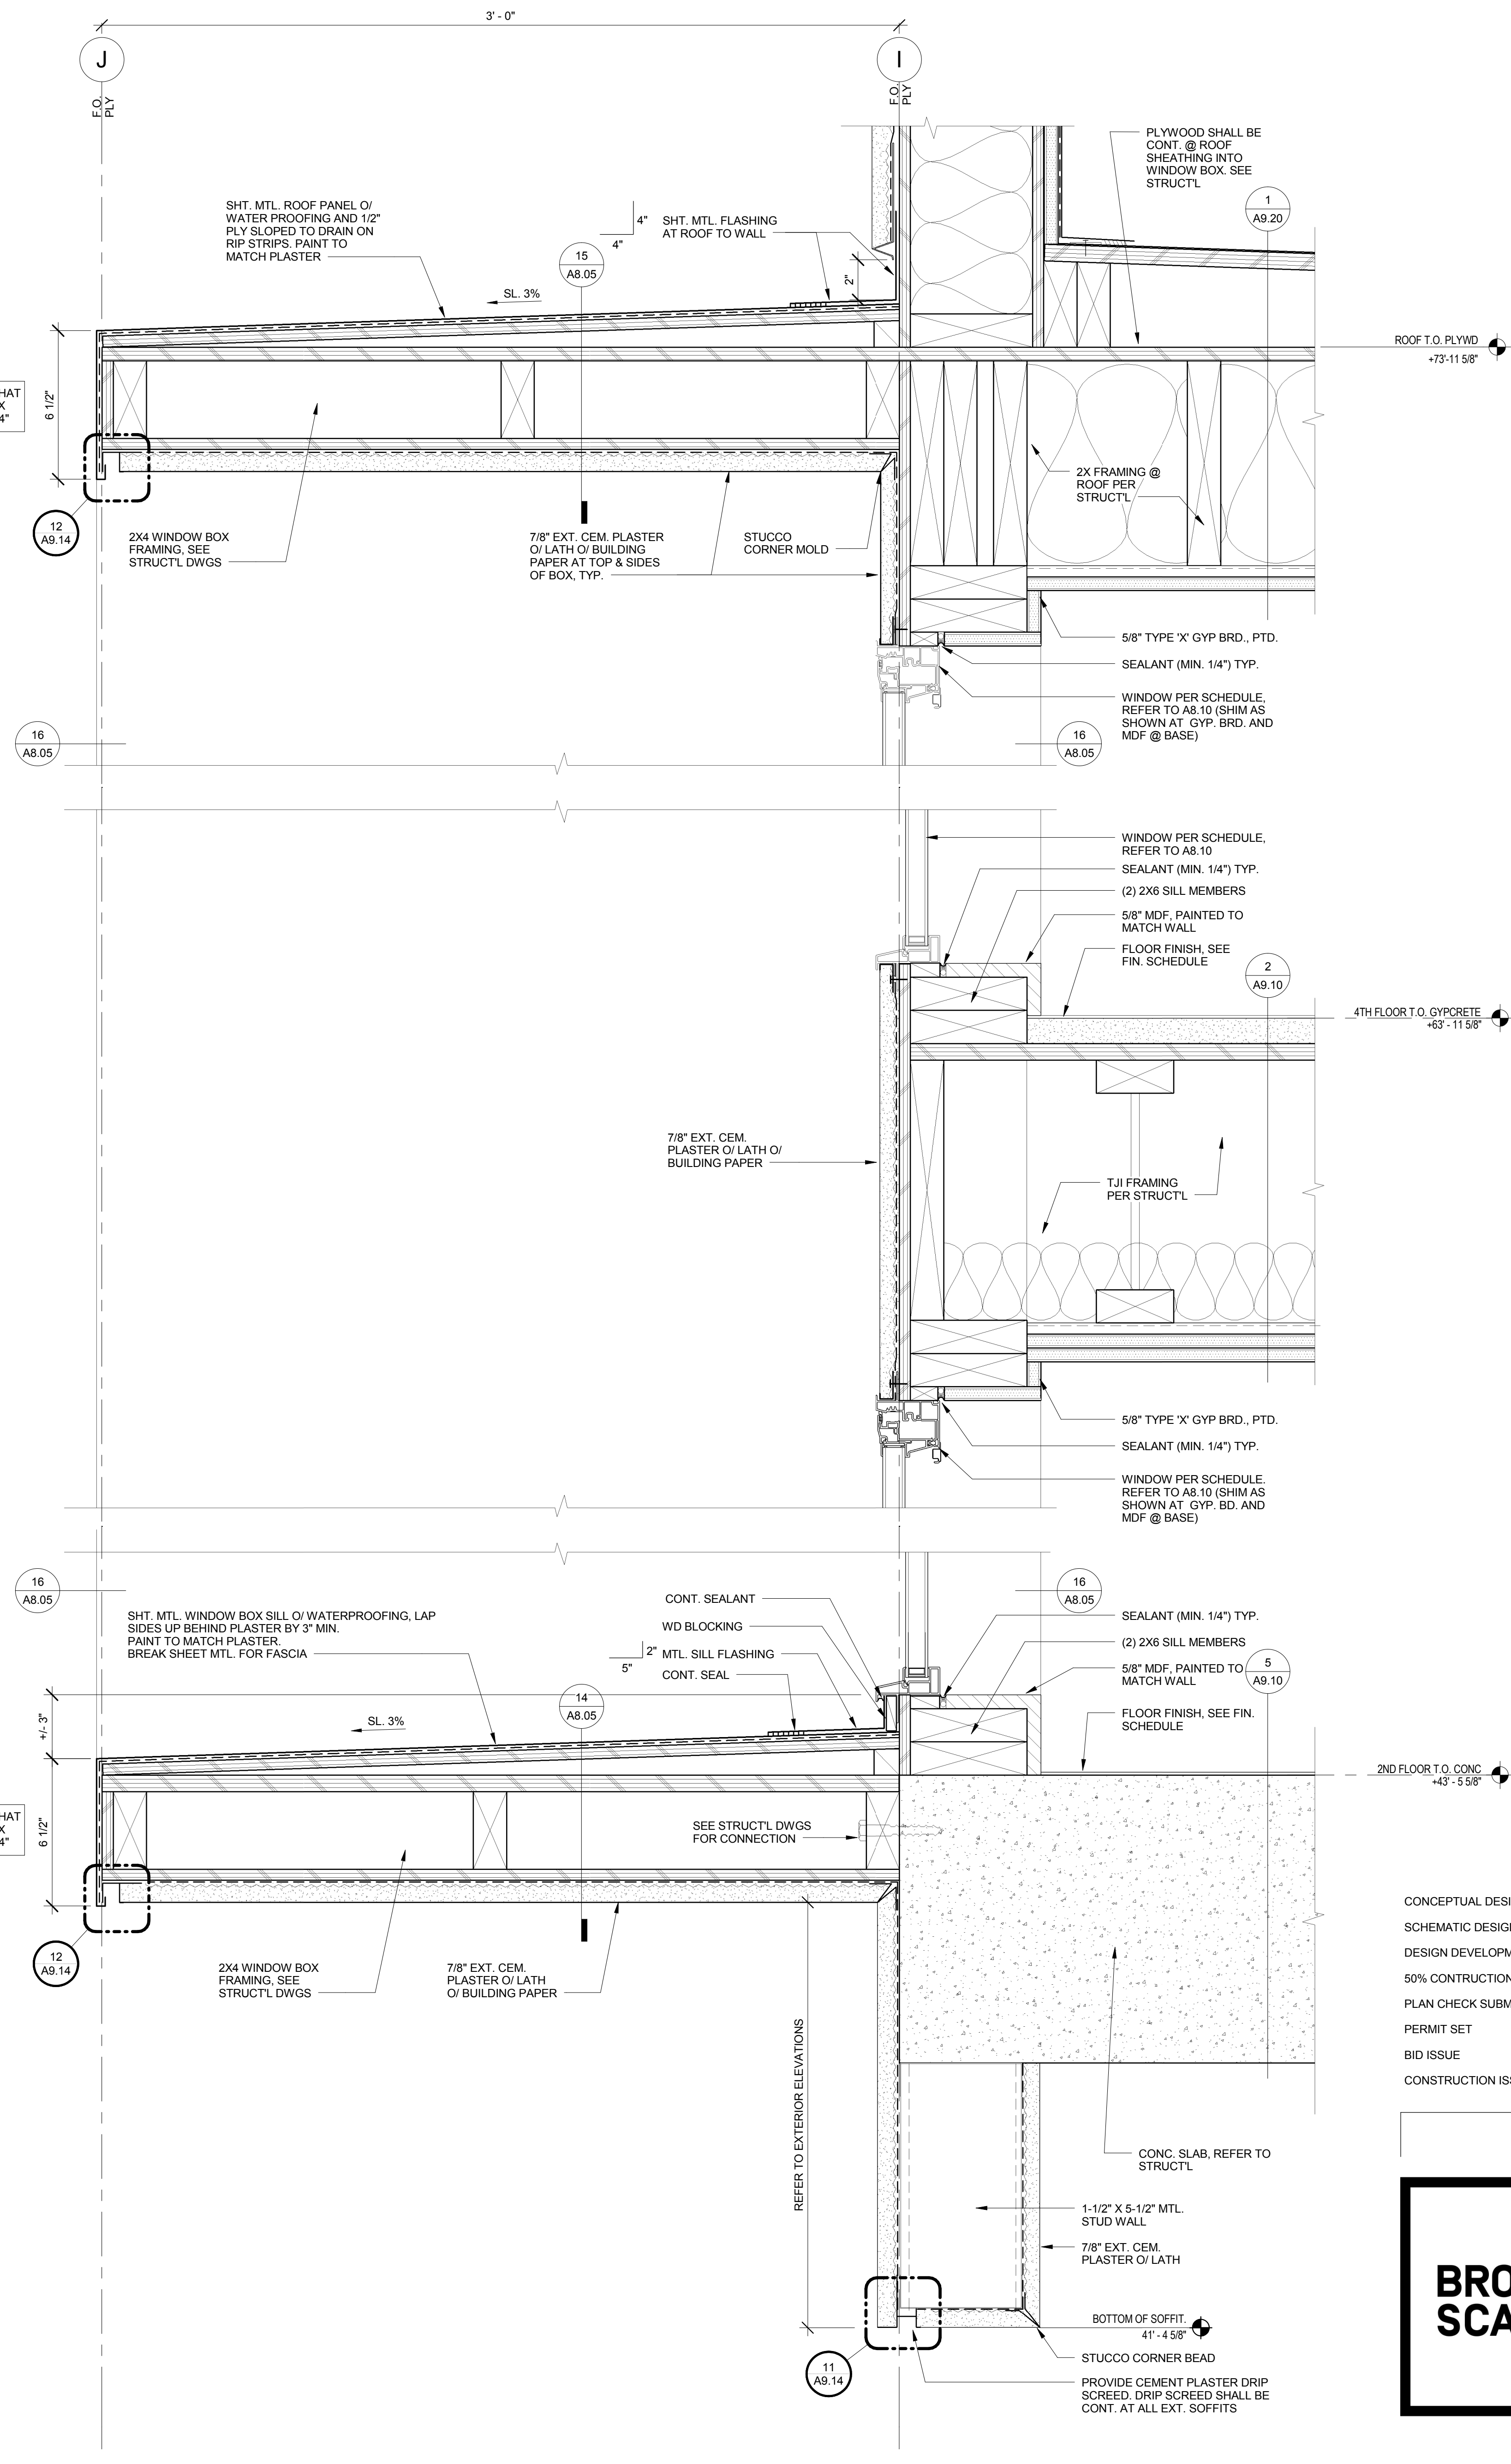 3' - 0"
J
I
F.O.
PLY
F.O.
PLY
PLYWOOD SHALL BE
CONT. @ ROOF
SHEATHING INTO
WINDOW BOX. SEE
STRUCT'L
1
A9.20
SHT. MTL. ROOF PANEL O/
WATER PROOFING AND 1/2"
PLY SLOPED TO DRAIN ON
RIP STRIPS. PAINT TO
MATCH PLASTER
4"
4"
SHT. MTL. FLASHING
AT ROOF TO WALL
15
A8.05
2"
SL. 3%
ROOF T.O. PLYWD
+73'-11 5/8"
HAT
X
4"
6 1/2"
2X FRAMING @
ROOF PER
STRUCT'L
12
A9.14
2X4 WINDOW BOX
FRAMING, SEE
STRUCT'L DWGS
7/8" EXT. CEM. PLASTER
O/ LATH O/ BUILDING
PAPER AT TOP & SIDES
OF BOX, TYP.
STUCCO
CORNER MOLD
5/8" TYPE 'X' GYP BRD., PTD.
SEALANT (MIN. 1/4") TYP.
WINDOW PER SCHEDULE,
REFER TO A8.10 (SHIM AS
SHOWN AT GYP. BRD. AND
MDF @ BASE)
16
A8.05
16
A8.05
WINDOW PER SCHEDULE,
REFER TO A8.10
SEALANT (MIN. 1/4") TYP.
(2) 2X6 SILL MEMBERS
5/8" MDF, PAINTED TO
MATCH WALL
FLOOR FINISH, SEE
FIN. SCHEDULE
2
A9.10
4TH FLOOR T.O. GYPCRETE
+63' - 11 5/8"
7/8" EXT. CEM.
PLASTER O/ LATH O/
BUILDING PAPER
TJI FRAMING
PER STRUCT'L
5/8" TYPE 'X' GYP BRD., PTD.
SEALANT (MIN. 1/4") TYP.
WINDOW PER SCHEDULE.
REFER TO A8.10 (SHIM AS
SHOWN AT GYP. BD. AND
MDF @ BASE)
16
A8.05
16
A8.05
SHT. MTL. WINDOW BOX SILL O/ WATERPROOFING, LAP
SIDES UP BEHIND PLASTER BY 3" MIN.
PAINT TO MATCH PLASTER.
BREAK SHEET MTL. FOR FASCIA
CONT. SEALANT
WD BLOCKING
2"
5"
MTL. SILL FLASHING
CONT. SEAL
SEALANT (MIN. 1/4") TYP.
(2) 2X6 SILL MEMBERS
5/8" MDF, PAINTED TO
MATCH WALL
FLOOR FINISH, SEE FIN.
SCHEDULE
5
A9.10
14
A8.05
+/- 3"
SL. 3%
2ND FLOOR T.O. CONC
+43' - 5 5/8"
HAT
X
4"
6 1/2"
SEE STRUCT'L DWGS
FOR CONNECTION
12
A9.14
2X4 WINDOW BOX
FRAMING, SEE
STRUCT'L DWGS
7/8" EXT. CEM.
PLASTER O/ LATH
O/ BUILDING PAPER
REFER TO EXTERIOR ELEVATIONS
CONC. SLAB, REFER TO
STRUCT'L
1-1/2" X 5-1/2" MTL.
STUD WALL
7/8" EXT. CEM.
PLASTER O/ LATH
BOTTOM OF SOFFIT.
41' - 4 5/8"
STUCCO CORNER BEAD
11
A9.14
PROVIDE CEMENT PLASTER DRIP
SCREED. DRIP SCREED SHALL BE
CONT. AT ALL EXT. SOFFITS
CONCEPTUAL DESI
SCHEMATIC DESIG
DESIGN DEVELOPM
50% CONTRUCTION
PLAN CHECK SUBM
PERMIT SET
BID ISSUE
CONSTRUCTION ISS
BRO
SCA